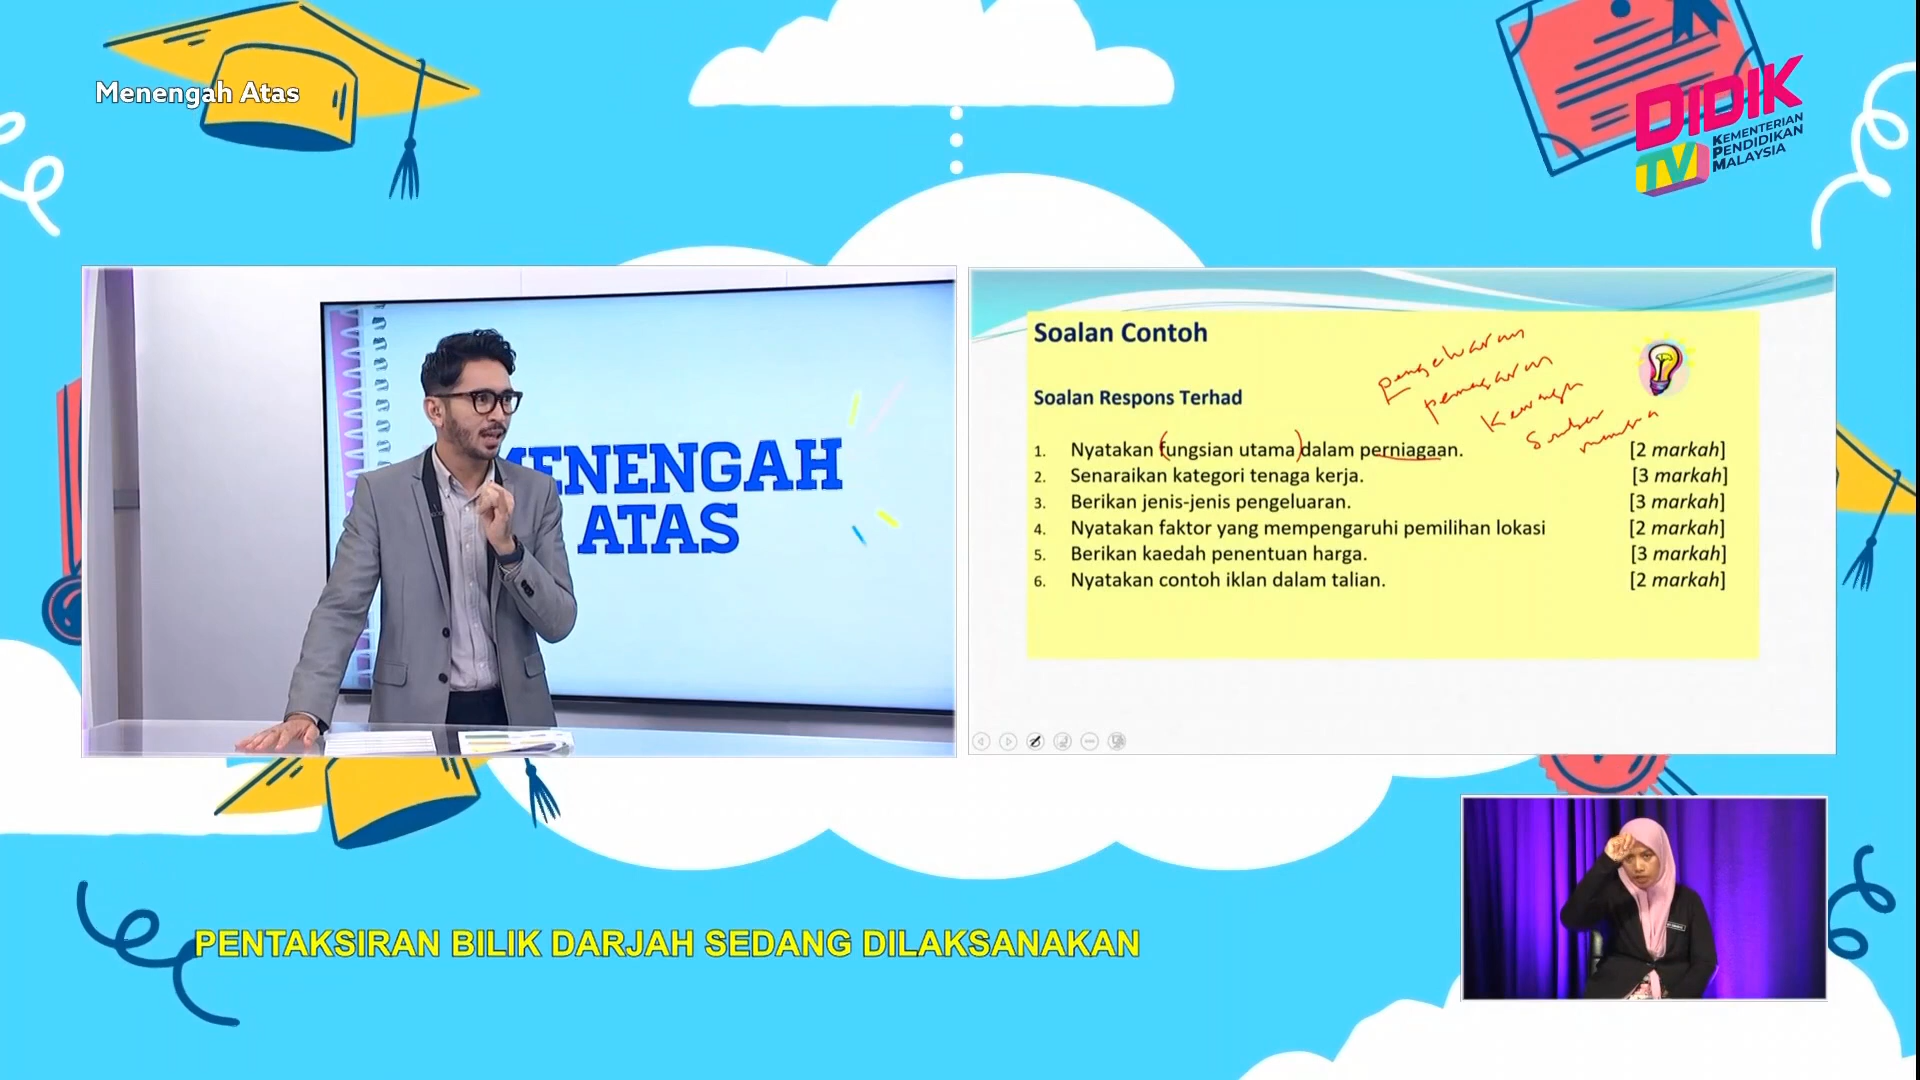 Menengah Atas
DIDIK
TV
KEMENTERIAN
PENDIDIKAN
MALAYSIA
MENENGAH
ATAS
Soalan Contoh
pengeluaran
pemasaran
Kewangan
Sumber
manusia
Soalan Respons Terhad
1. Nyatakan fungsian utama dalam perniagaan. [2 markah]
2. Senaraikan kategori tenaga kerja. [3 markah]
3. Berikan jenis-jenis pengeluaran. [3 markah]
4. Nyatakan faktor yang mempengaruhi pemilihan lokasi [2 markah]
5. Berikan kaedah penentuan harga. [3 markah]
6. Nyatakan contoh iklan dalam talian. [2 markah]
PENTAKSIRAN BILIK DARJAH SEDANG DILAKSANAKAN